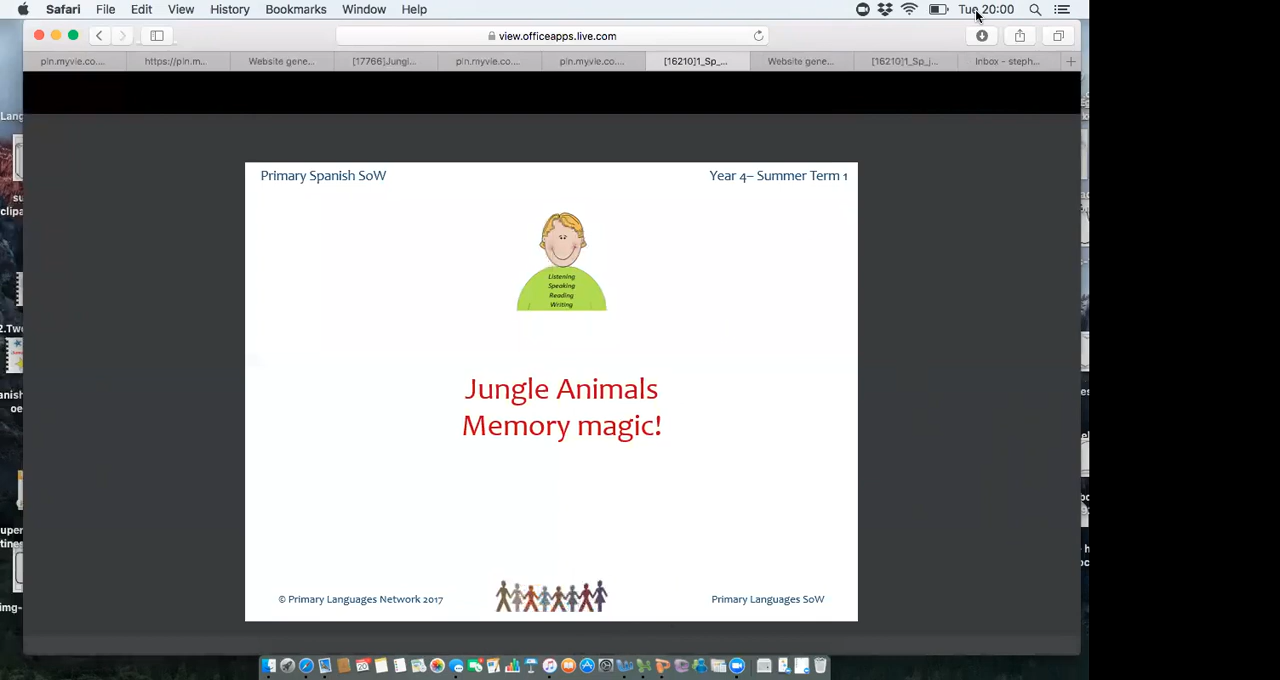 Safari File Edit View History Bookmarks Window Help Tue 20:00
view.officeapps.live.com
pin.myvle.co.... https://pin.m... Website gene... [17766]Jungl... pin.myvle.co.... pin.myvle.co.... [16210]1_Sp_... Website gene... [16210]1_Sp_j... Inbox - steph...
Primary Spanish SoW Year 4– Summer Term 1
Listening
Speaking
Reading
Writing
Jungle Animals
Memory magic!
© Primary Languages Network 2017 Primary Languages SoW